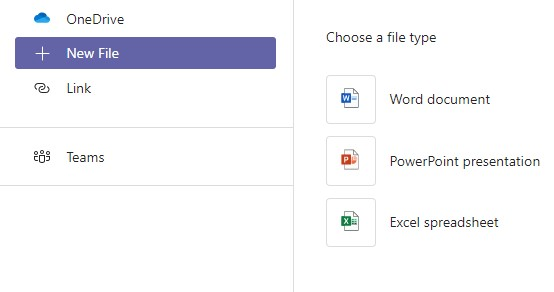 OneDrive
New File
Link
Teams
Choose a file type
Word document
PowerPoint presentation
Excel spreadsheet